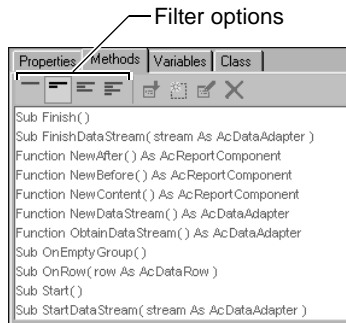 Filter options
Properties Methods Variables Class
Sub Finish()
Sub FinishDataStream( stream As AcDataAdapter )
Function NewAfter() As AcReportComponent
Function NewBefore() As AcReportComponent
Function NewContent() As AcReportComponent
Function NewDataStream() As AcDataAdapter
Function ObtainDataStream() As AcDataAdapter
Sub OnEmptyGroup()
Sub OnRow( row As AcDataRow )
Sub Start()
Sub StartDataStream( stream As AcDataAdapter )